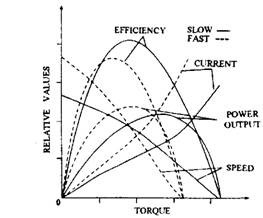 EFFICIENCY
SLOW
FAST
CURRENT
POWER
OUTPUT
SPEED
RELATIVE VALUES
0
TORQUE